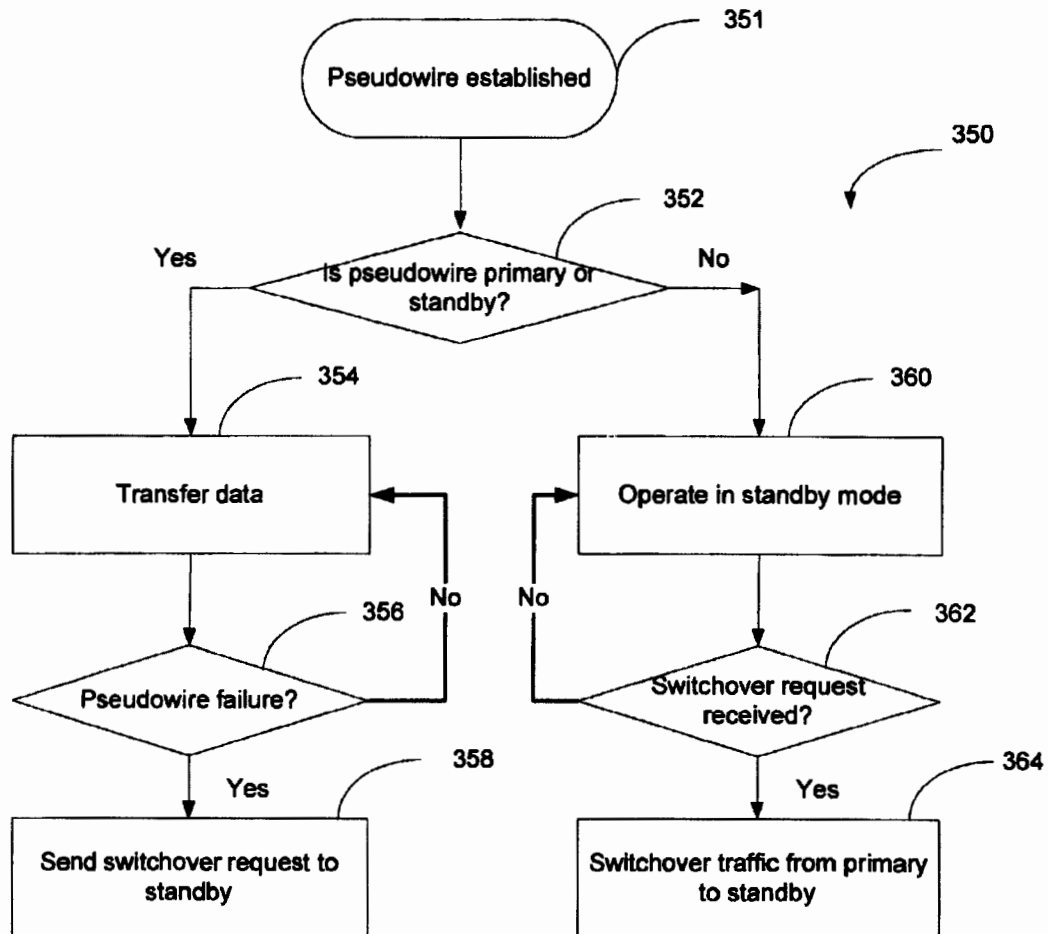 351
Pseudowire established
350
352
Yes
Is pseudowire primary or
standby?
No
354
360
Transfer data
Operate in standby mode
No
No
356
362
Pseudowire failure?
Switchover request
received?
358
364
Yes
Yes
Send switchover request to
standby
Switchover traffic from primary
to standby